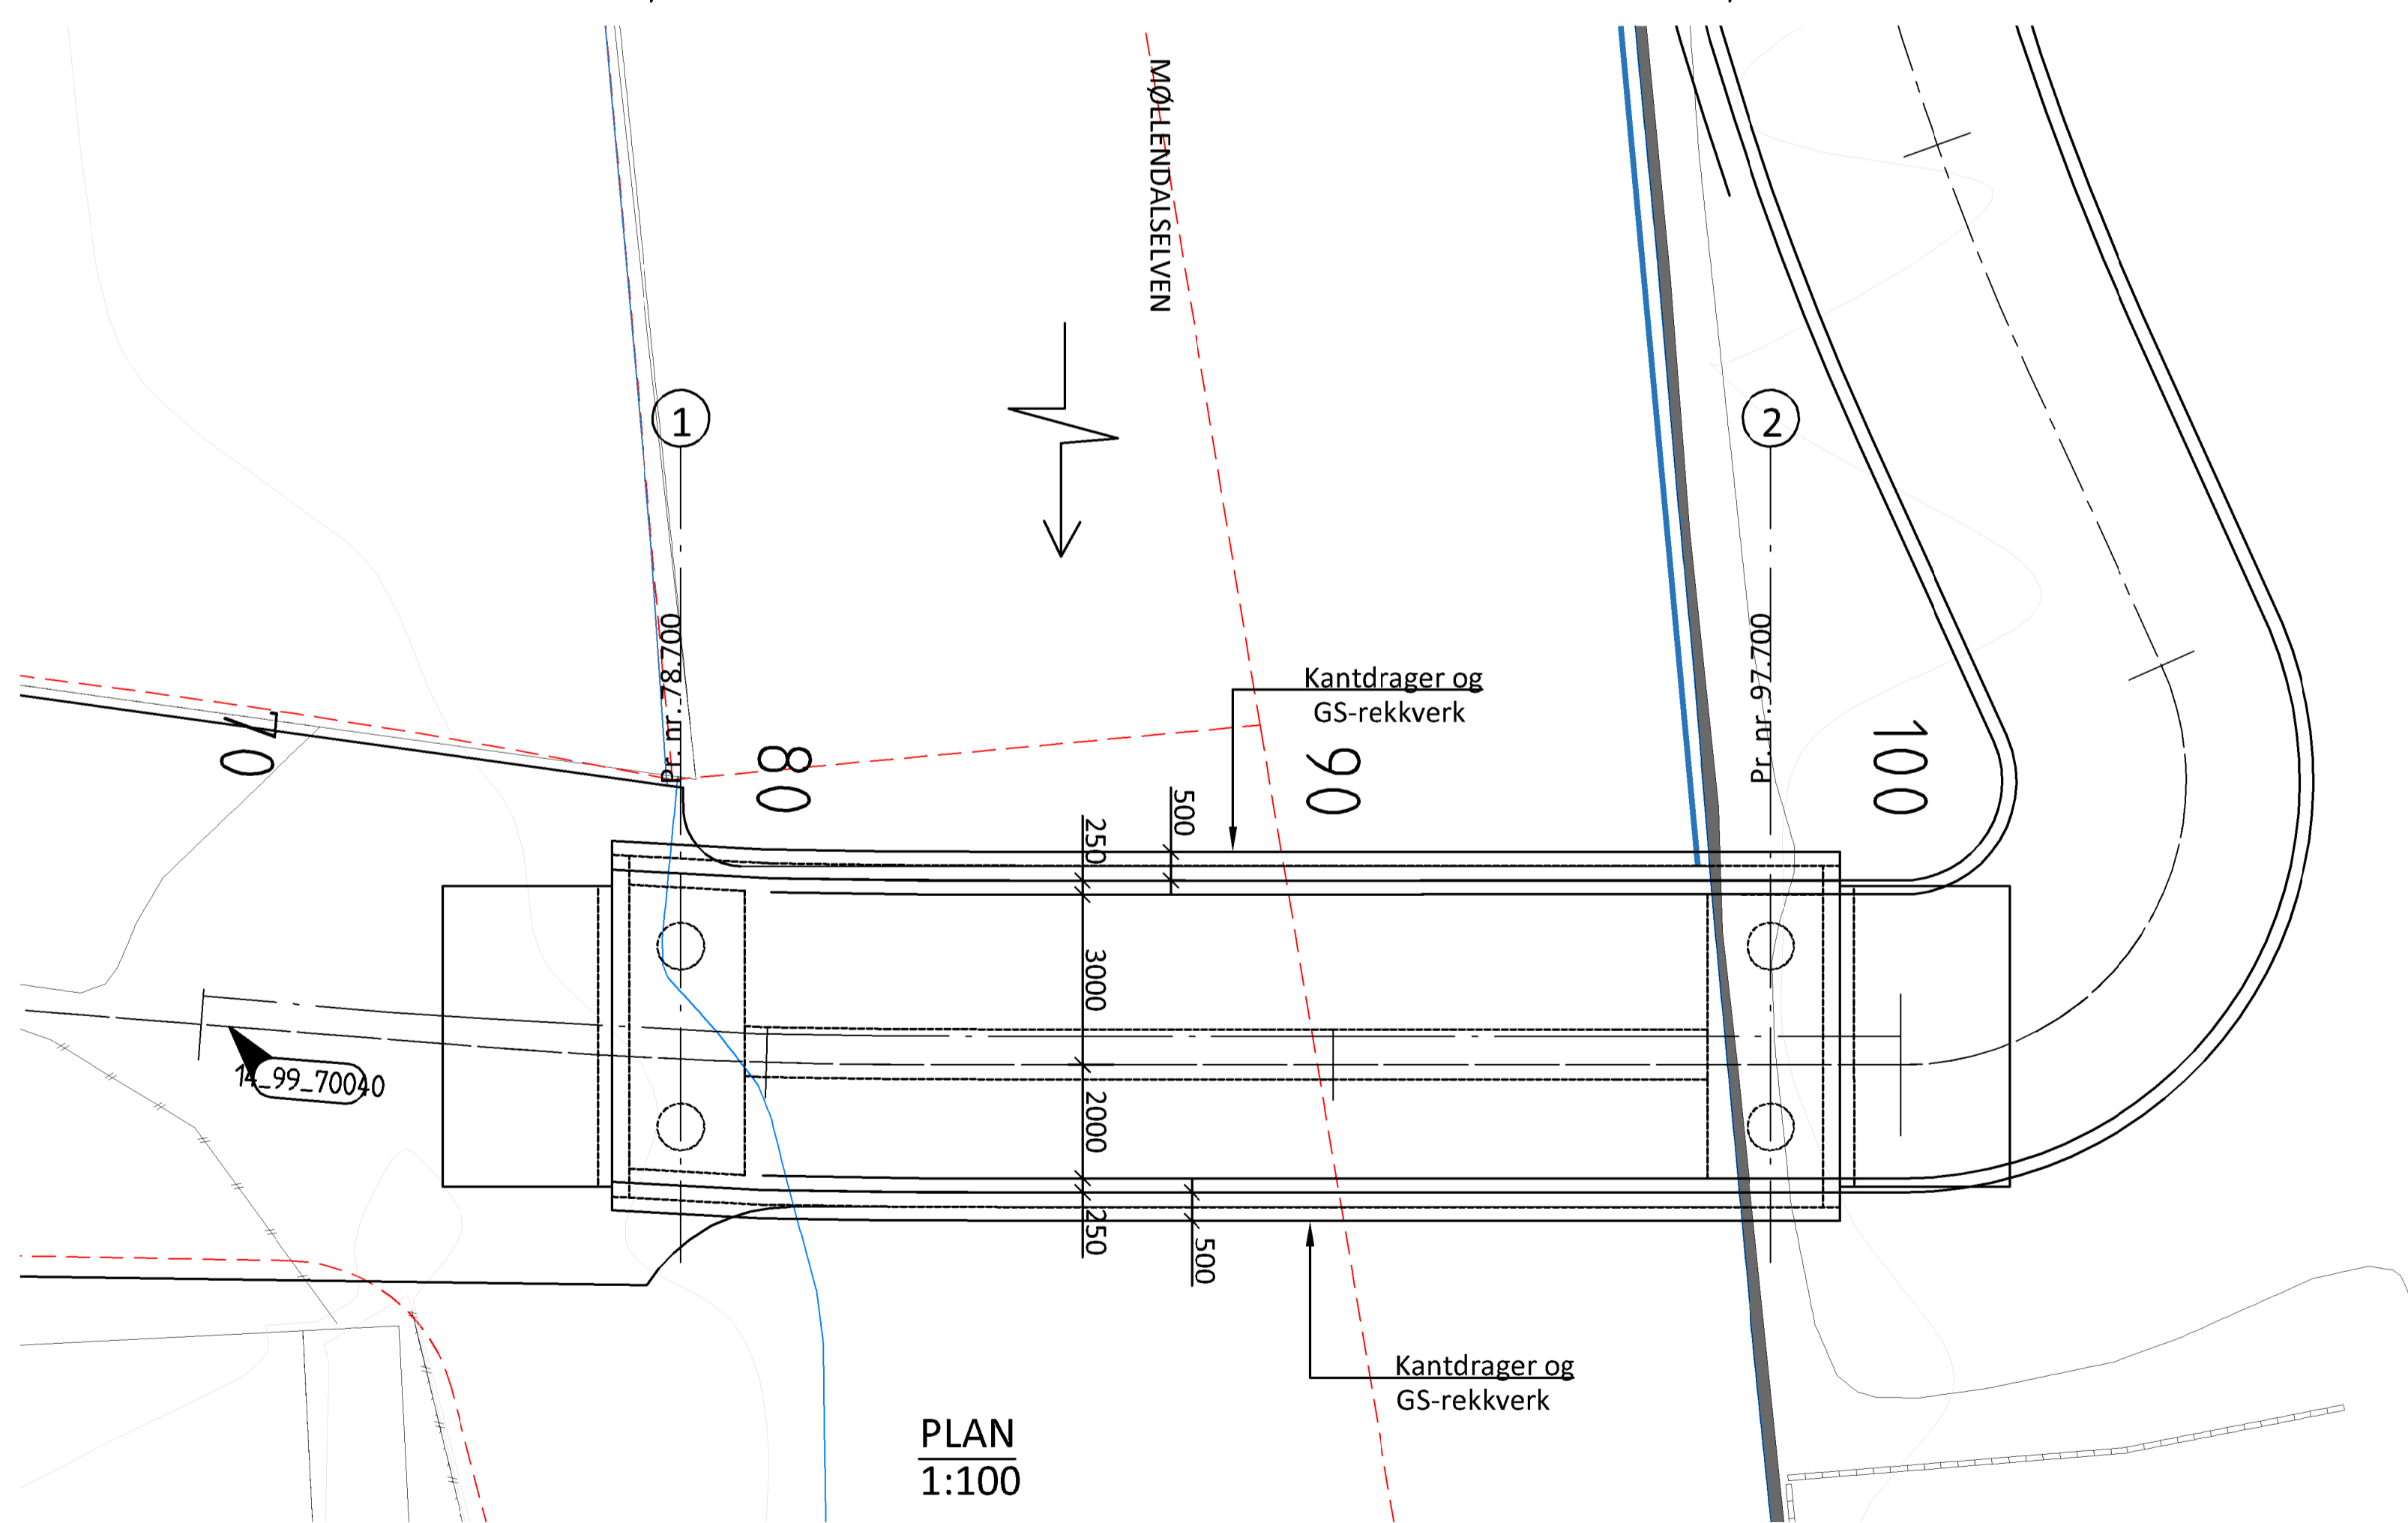 MØLLENDALSELVEN
1
2
Pr.nr.:78.700
Pr.nr.:97.700
Kantdrager og
GS-rekkverk
70
80
90
100
500
250
3000
2000
250
500
14_99_70040
Kantdrager og
GS-rekkverk
PLAN
1:100